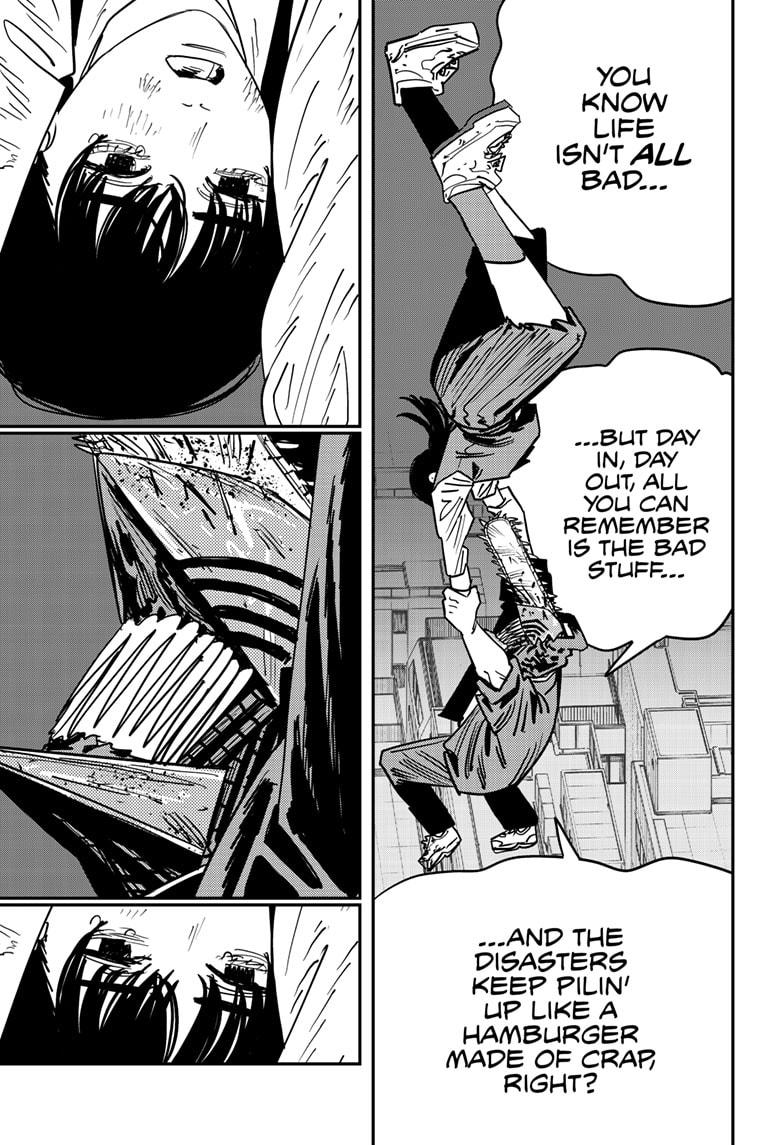 YOU
KNOW
LIFE
ISN'T ALL
BAD...
...BUT DAY
IN, DAY
OUT, ALL
YOU CAN
REMEMBER
IS THE BAD
STUFF...
...AND THE
DISASTERS
KEEP PILIN'
UP LIKE A
HAMBURGER
MADE OF CRAP,
RIGHT?